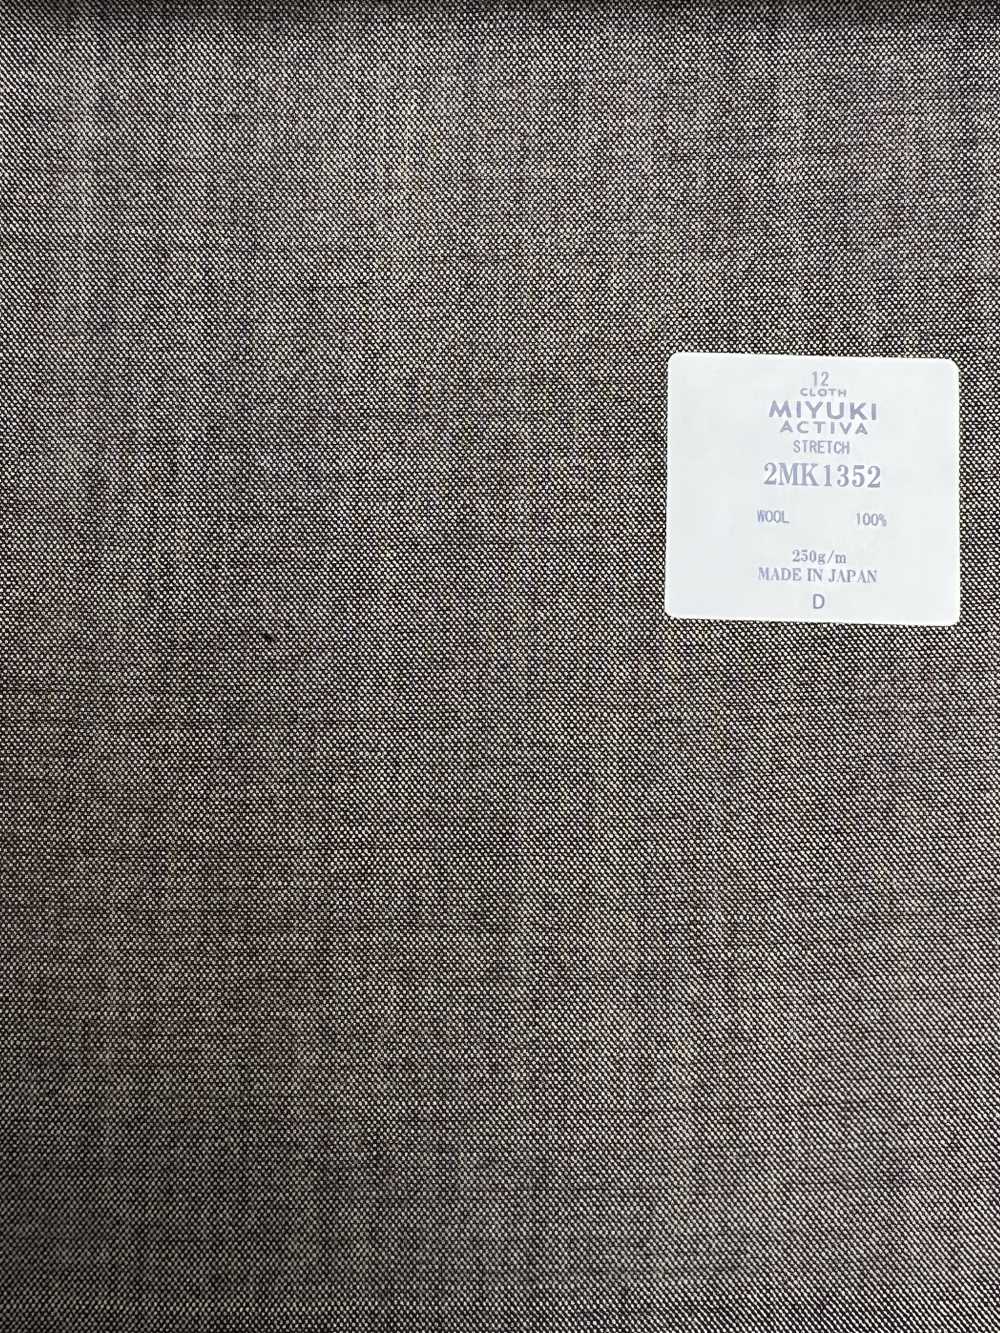 12
CLOTH
MIYUKI
ACTIVA
STRETCH
2MK1352
WOOL 100%
250g/m
MADE IN JAPAN
D